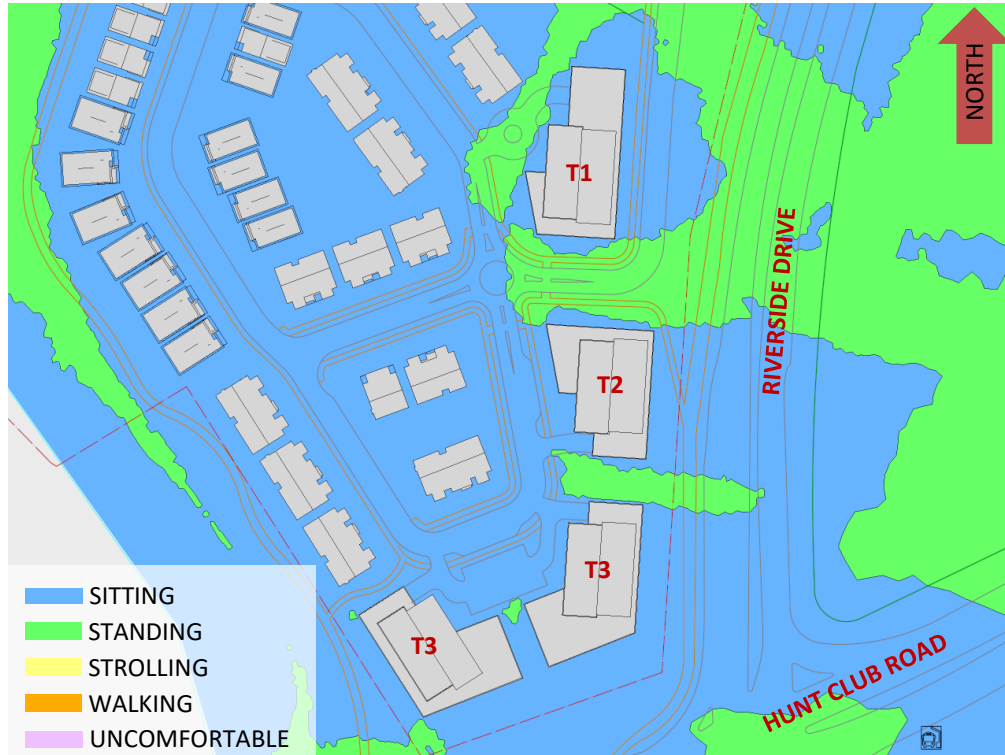 NORTH
T1
RIVERSIDE DRIVE
T2
T3
T3
HUNT CLUB ROAD
SITTING
STANDING
STROLLING
WALKING
UNCOMFORTABLE